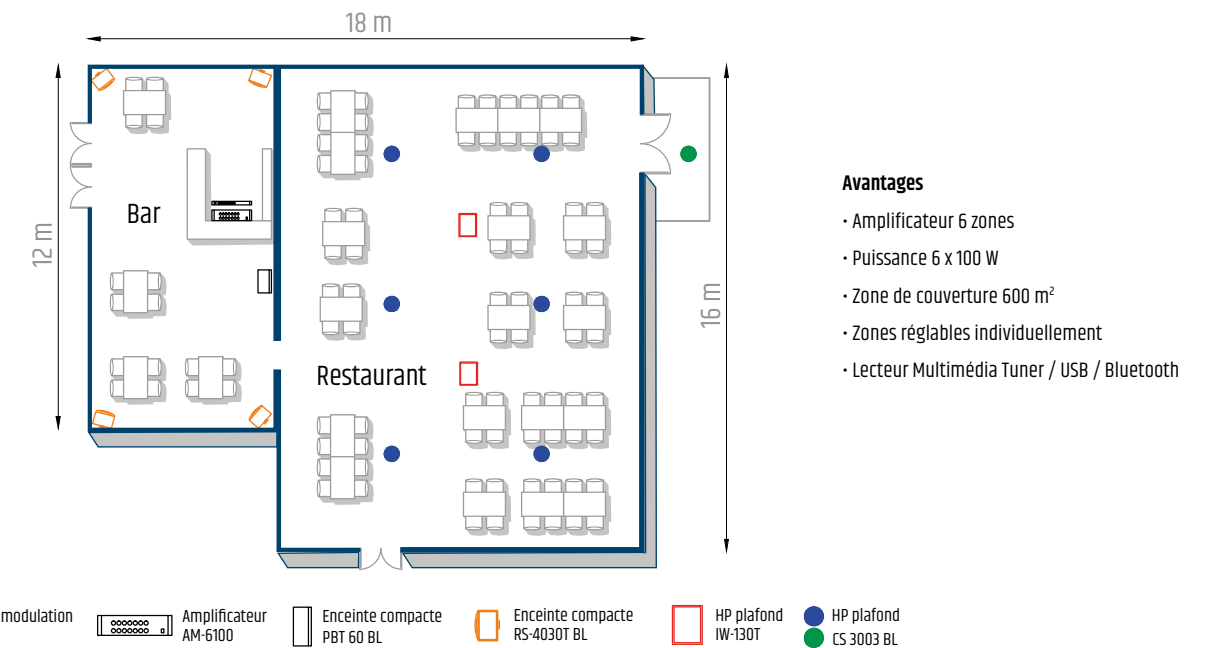 18 m
12 m
Bar
Restaurant
16 m
Avantages
· Amplificateur 6 zones
· Puissance 6 x 100 W
· Zone de couverture 600 m²
· Zones réglables individuellement
· Lecteur Multimédia Tuner / USB / Bluetooth
modulation
Amplificateur
AM-6100
Enceinte compacte
PBT 60 BL
Enceinte compacte
RS-4030T BL
HP plafond
IW-130T
HP plafond
CS 3003 BL